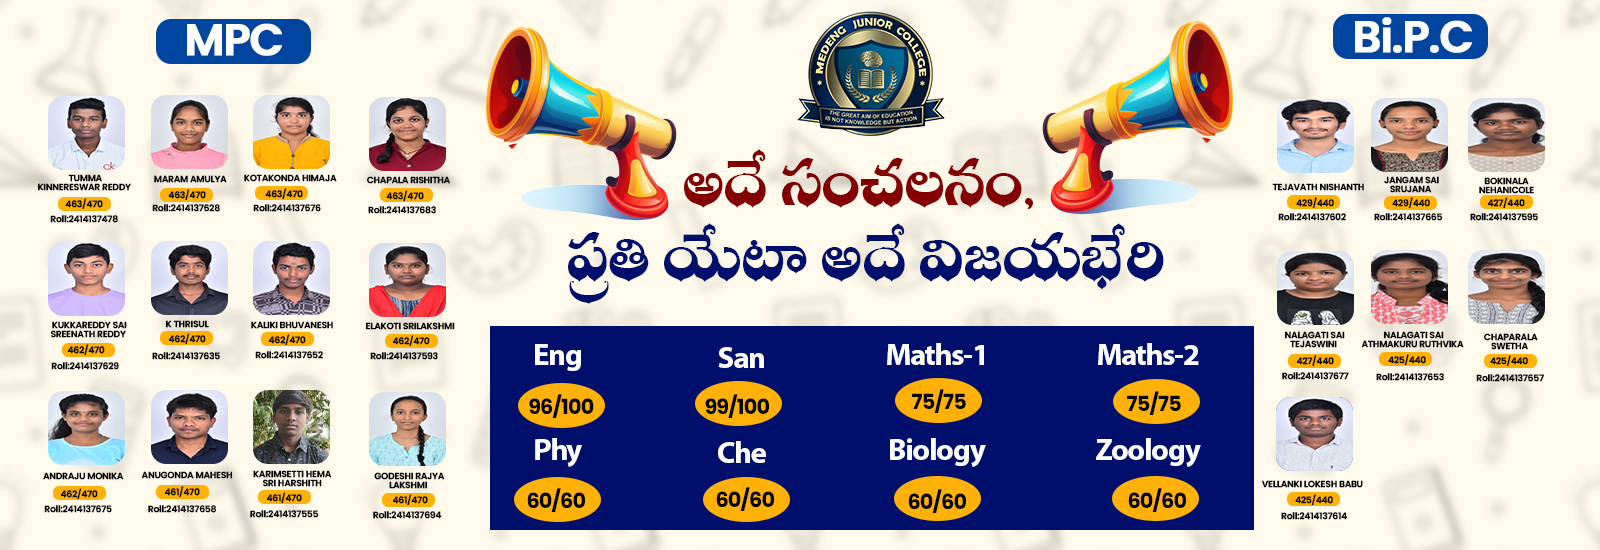 MPC
TUMMA
KINNERESWAR REDDY
463/470
Roll:2414137478
MARAM AMULYA
463/470
Roll:2414137628
KOTAKONDA HIMAJA
463/470
Roll:2414137676
CHAPALA RISHITHA
463/470
Roll:2414137683
KUKKAREDDY SAI
SREENATH REDDY
462/470
Roll:2414137629
K THRISUL
462/470
Roll:2414137635
KALIKI BHUVANESH
462/470
Roll:2414137652
ELAKOTI SRILAKSHMI
462/470
Roll:2414137593
ANDRAJU MONIKA
462/470
Roll:2414137675
ANUGONDA MAHESH
461/470
Roll:2414137658
KARIMSETTI HEMA
SRI HARSHITH
461/470
Roll:2414137555
GODESHI RAJYA
LAKSHMI
461/470
Roll:2414137694
MEDENG JUNIOR COLLEGE
THE GREAT AIM OF EDUCATION
IS NOT KNOWLEDGE BUT ACTION
అదే సంచలనం,
ప్రతి యేటా అదే విజయభేరి
Eng
San
Maths-1
Maths-2
96/100
99/100
75/75
75/75
Phy
Che
Biology
Zoology
60/60
60/60
60/60
60/60
Bi.P.C
TEJAVATH NISHANTH
429/440
Roll:2414137602
JANGAM SAI
SRUJANA
429/440
Roll:2414137665
BOKINALA
NEHANICOLE
427/440
Roll:2414137595
NALAGATI SAI
TEJASWINI
427/440
Roll:2414137677
NALAGATI SAI
ATHMAKURU RUTHVIKA
425/440
Roll:2414137653
CHAPARALA
SWETHA
425/440
Roll:2414137657
VELLANKI LOKESH BABU
425/440
Roll:2414137614